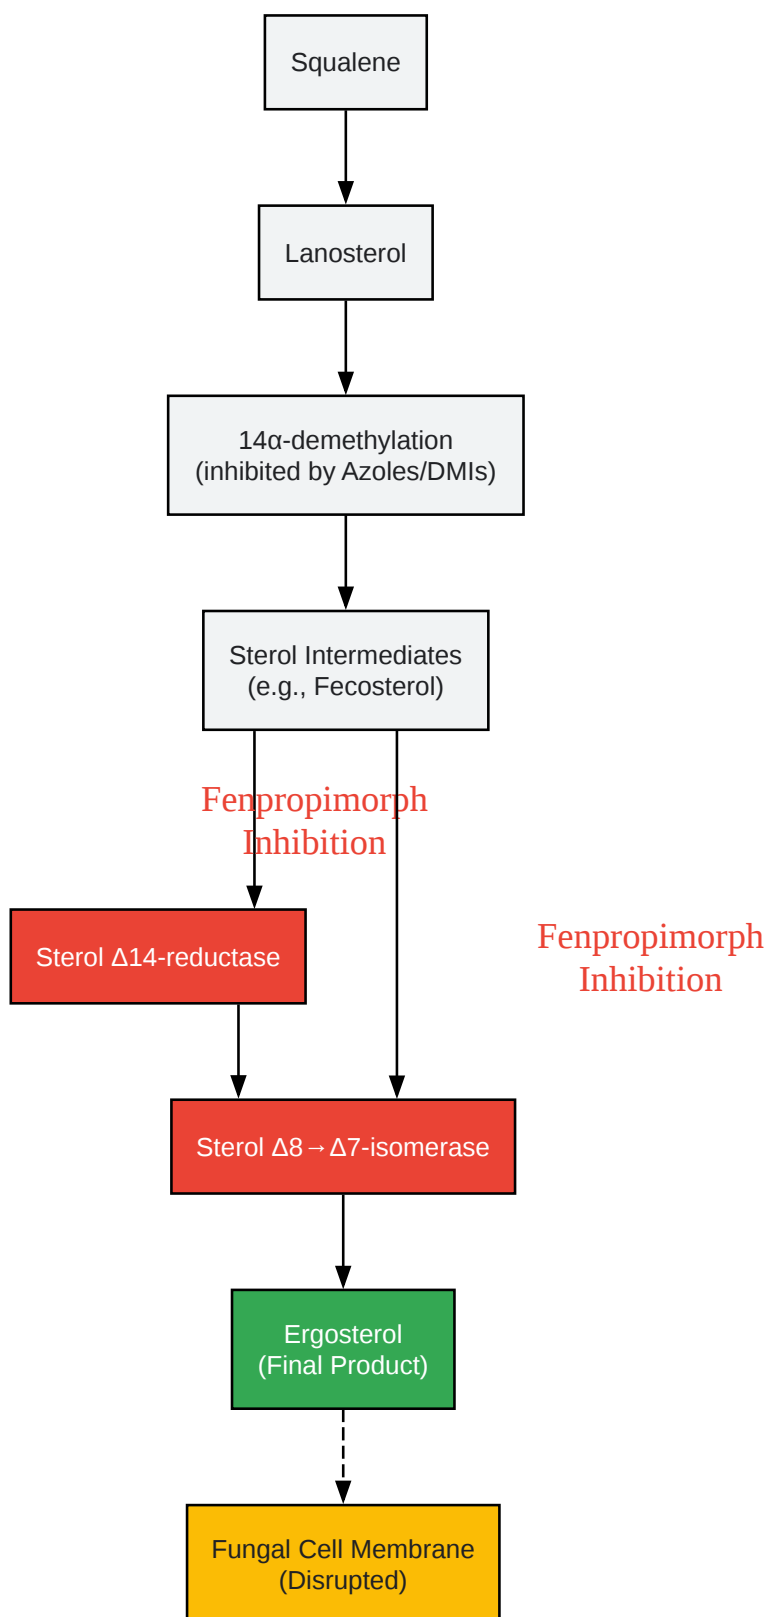 Squalene
Lanosterol
14α-demethylation
(inhibited by Azoles/DMIs)
Sterol Intermediates
(e.g., Fecosterol)
Fenpropimorph
Inhibition
Sterol Δ14-reductase
Fenpropimorph
Inhibition
Sterol Δ8→Δ7-isomerase
Ergosterol
(Final Product)
Fungal Cell Membrane
(Disrupted)